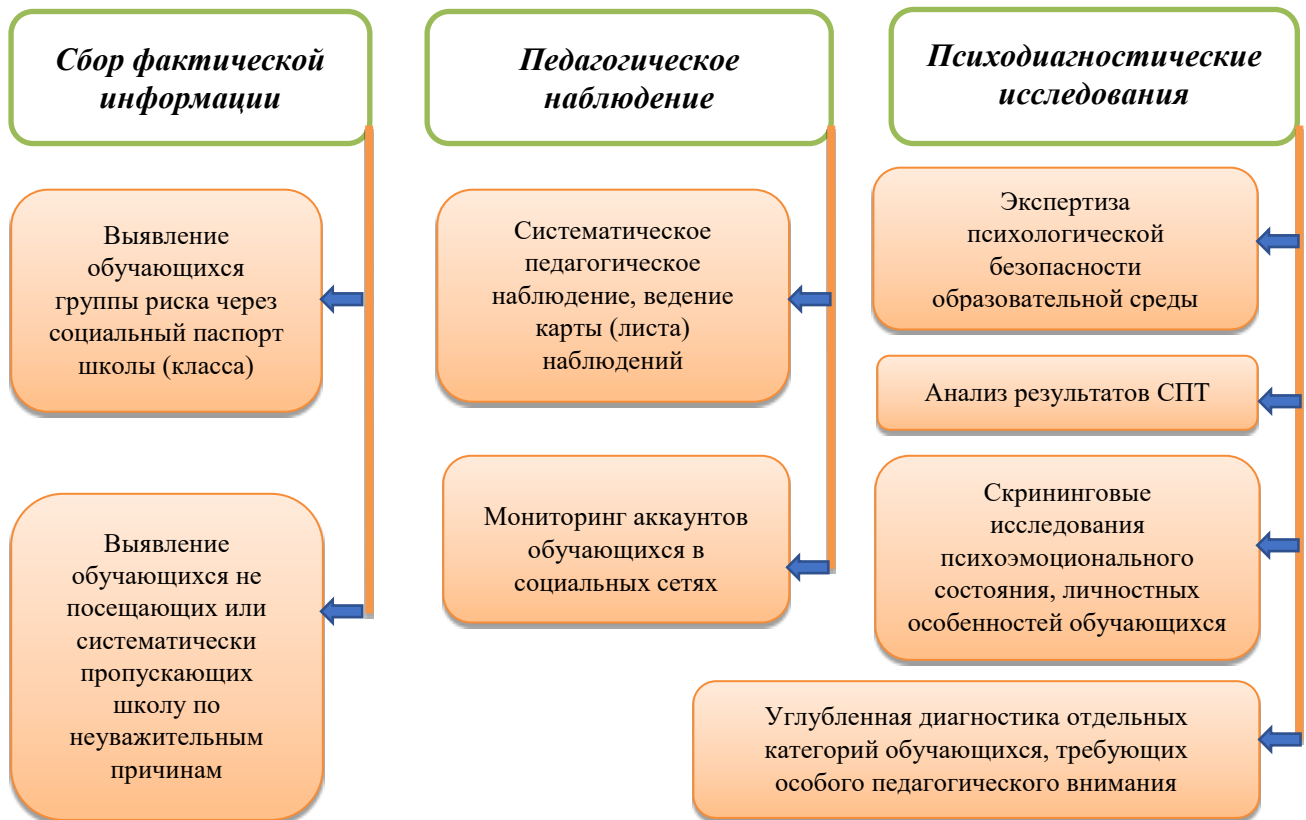 Сбор фактической
информации
Выявление
обучающихся
группы риска через
социальный паспорт
школы (класса)
Выявление
обучающихся не
посещающих или
систематически
пропускающих
школу по
неуважительным
причинам
Педагогическое
наблюдение
Систематическое
педагогическое
наблюдение, ведение
карты (листа)
наблюдений
Мониторинг аккаунтов
обучающихся в
социальных сетях
Психодиагностические
исследования
Экспертиза
психологической
безопасности
образовательной среды
Анализ результатов СПТ
Скрининговые
исследования
психоэмоционального
состояния, личностных
особенностей обучающихся
Углубленная диагностика отдельных
категорий обучающихся, требующих
особого педагогического внимания